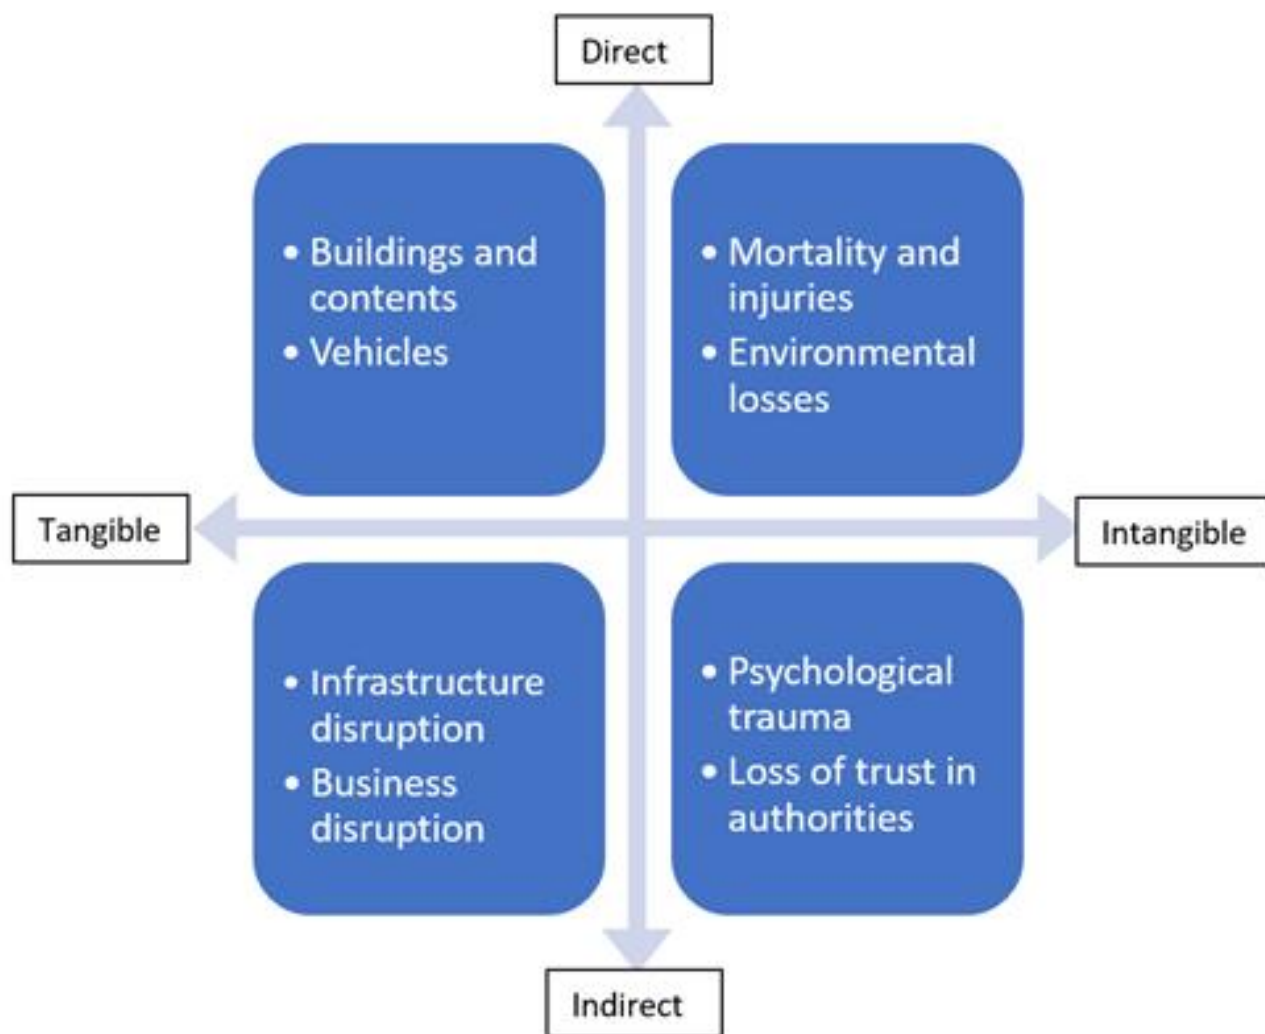 Direct
• Buildings and
contents
• Vehicles
• Mortality and
injuries
• Environmental
losses
Tangible
Intangible
• Infrastructure
disruption
• Business
disruption
• Psychological
trauma
• Loss of trust in
authorities
Indirect